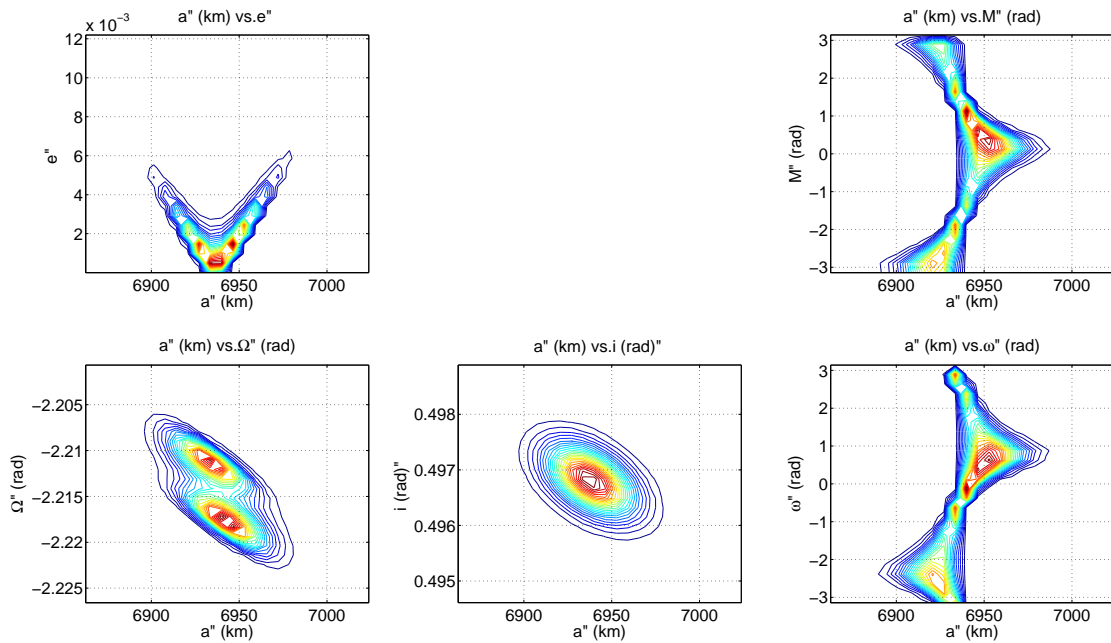 a" (km) vs.e"
x 10⁻³
12
10
8
6
4
2
e"
6900 6950 7000
a" (km)
a" (km) vs.M" (rad)
3
2
1
0
−1
−2
−3
M" (rad)
6900 6950 7000
a" (km)
a" (km) vs.Ω" (rad)
−2.205
−2.21
−2.215
−2.22
−2.225
Ω" (rad)
6900 6950 7000
a" (km)
a" (km) vs.i (rad)"
0.498
0.497
0.496
0.495
i (rad)"
6900 6950 7000
a" (km)
a" (km) vs.ω" (rad)
3
2
1
0
−1
−2
−3
ω" (rad)
6900 6950 7000
a" (km)